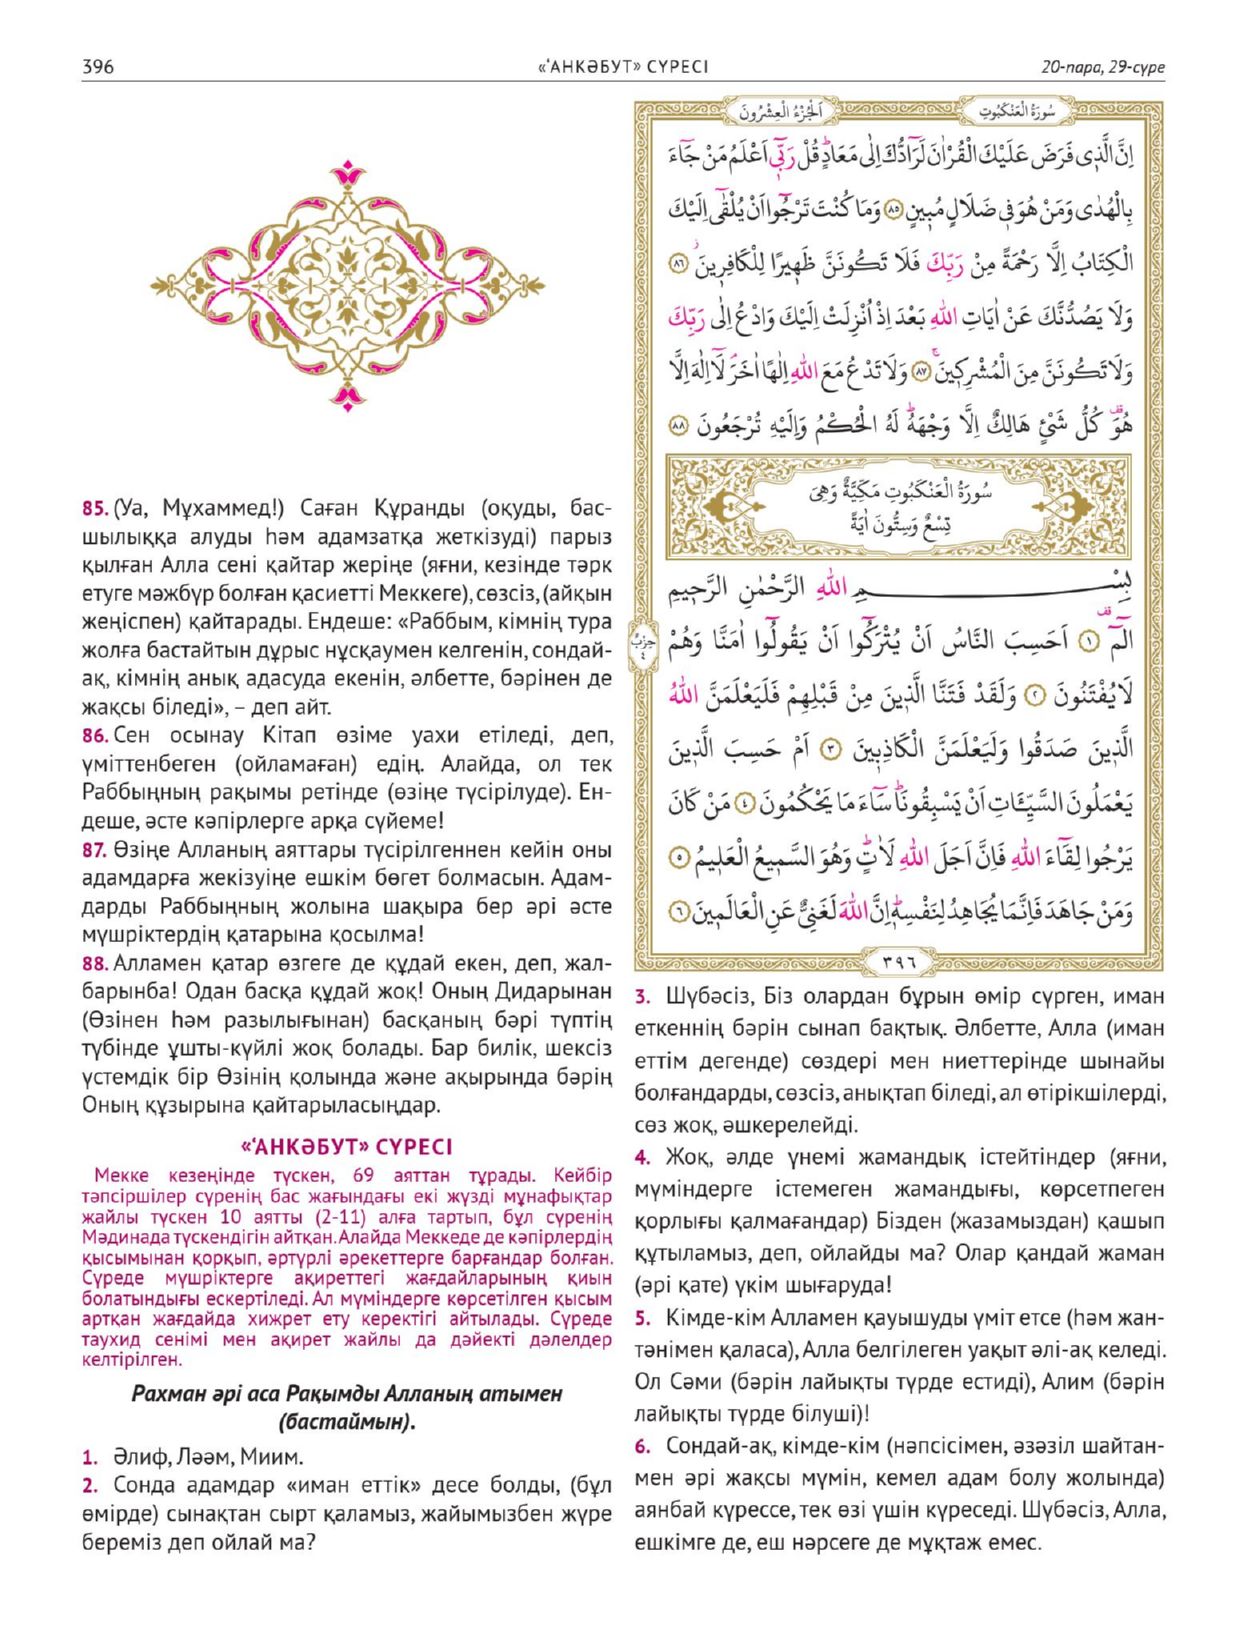 396
«‘АНКӘБУТ» СҮРЕСІ
20-пара, 29-сүре
85. (Уа, Мұхаммед!) Саған Құранды (оқуды, бас-
шылыққа алуды һәм адамзатқа жеткізуді) парыз
қылған Алла сені қайтар жеріңе (яғни, кезінде тәрк
етуге мәжбүр болған қасиетті Меккеге), сөзсіз, (айқын
жеңіспен) қайтарады. Ендеше: «Раббым, кімнің тура
жолға бастайтын дұрыс нұсқаумен келгенін, сондай-
ақ, кімнің анық адасуда екенін, әлбетте, бәрінен де
жақсы біледі», – деп айт.
86. Сен осынау Кітап өзіме уахи етіледі, деп,
үміттенбеген (ойламаған) едің. Алайда, ол тек
Раббыңның рақымы ретінде (өзіңе түсірілуде). Ен-
деше, әсте кәпірлерге арқа сүйеме!
87. Өзіңе Алланың аяттары түсірілгеннен кейін оны
адамдарға жекізуіңе ешкім бөгет болмасын. Адам-
дарды Раббыңның жолына шақыра бер әрі әсте
мүшріктердің қатарына қосылма!
88. Алламен қатар өзгеге де құдай екен, деп, жал-
барынба! Одан басқа құдай жоқ! Оның Дидарынан
(Өзінен һәм разылығынан) басқаның бәрі түптің
түбінде ұшты-күйлі жоқ болады. Бар билік, шексіз
үстемдік бір Өзінің қолында және ақырында бәрің
Оның құзырына қайтарыласыңдар.
«‘АНКӘБУТ» СҮРЕСІ
Мекке кезеңінде түскен, 69 аяттан тұрады. Кейбір
тәпсіршілер сүренің бас жағындағы екі жүзді мұнафықтар
жайлы түскен 10 аятты (2-11) алға тартып, бұл сүренің
Мәдинада түскендігін айтқан. Алайда Меккеде де кәпірлердің
қысымынан қорқып, әртүрлі әрекеттерге барғандар болған.
Сүреде мүшріктерге ақиреттегі жағдайларының қиын
болатындығы ескертіледі. Ал мүміндерге көрсетілген қысым
артқан жағдайда хижрет ету керектігі айтылады. Сүреде
таухид сенімі мен ақирет жайлы да дәйекті дәлелдер
келтірілген.
Рахман әрі аса Рақымды Алланың атымен
(бастаймын).
1. Әлиф, Ләәм, Миим.
2. Сонда адамдар «иман еттік» десе болды, (бұл
өмірде) сынақтан сырт қаламыз, жайымызбен жүре
береміз деп ойлай ма?
اَلْجُزْءُ الْعِشْرُونَ
سُورَةُ الْعَنْكَبُوتِ
اِنَّ الَّذٖى فَرَضَ عَلَيْكَ الْقُرْاٰنَ لَرَٓادُّكَ اِلٰى مَعَادٍؕ قُلْ رَبّٖٓى اَعْلَمُ مَنْ جَٓاءَ
بِالْهُدٰى وَمَنْ هُوَ فٖى ضَلَالٍ مُبٖينٍ ﴿٨٥﴾ وَمَا كُنْتَ تَرْجُٓوا اَنْ يُلْقٰٓى اِلَيْكَ
الْكِتَابُ اِلَّا رَحْمَةً مِنْ رَبِّكَ فَلَا تَكُونَنَّ ظَهٖيرًا لِلْكَافِرٖينَؗ ﴿٨٦﴾
وَلَا يَصُدُّنَّكَ عَنْ اٰيَاتِ اللّٰهِ بَعْدَ اِذْ اُنْزِلَتْ اِلَيْكَ وَادْعُ اِلٰى رَبِّكَ
وَلَا تَكُونَنَّ مِنَ الْمُشْرِكٖينَۚ ﴿٨٧﴾ وَلَا تَدْعُ مَعَ اللّٰهِ اِلٰهًا اٰخَرَۘ لَٓا اِلٰهَ اِلَّا
هُوَ۠ كُلُّ شَىْءٍ هَالِكٌ اِلَّا وَجْهَهُؕ لَهُ الْحُكْمُ وَاِلَيْهِ تُرْجَعُونَ ﴿٨٨﴾
سُورَةُ الْعَنْكَبُوتِ مَكِّيَّةٌ وَهِىَ
تِسْعٌ وَسِتُّونَ اٰيَةً
بِسْمِ اللّٰهِ الرَّحْمٰنِ الرَّحٖيمِ
الٓمٓۗ ﴿١﴾ اَحَسِبَ النَّاسُ اَنْ يُتْرَكُٓوا اَنْ يَقُولُٓوا اٰمَنَّا وَهُمْ
حِزْبُ
٤
لَا يُفْتَنُونَ ﴿٢﴾ وَلَقَدْ فَتَنَّا الَّذٖينَ مِنْ قَبْلِهِمْ فَلَيَعْلَمَنَّ اللّٰهُ
الَّذٖينَ صَدَقُوا وَلَيَعْلَمَنَّ الْكَاذِبٖينَ ﴿٣﴾ اَمْ حَسِبَ الَّذٖينَ
يَعْمَلُونَ السَّيِّـَٔاتِ اَنْ يَسْبِقُونَاؕ سَٓاءَ مَا يَحْكُمُونَ ﴿٤﴾ مَنْ كَانَ
يَرْجُوا لِقَٓاءَ اللّٰهِ فَاِنَّ اَجَلَ اللّٰهِ لَاٰتٍؕ وَهُوَ السَّمٖيعُ الْعَلٖيمُ ﴿٥﴾
وَمَنْ جَاهَدَ فَاِنَّمَا يُجَاهِدُ لِنَفْسِهٖؕ اِنَّ اللّٰهَ لَغَنِىٌّ عَنِ الْعَالَمٖينَ ﴿٦﴾
٣٩٦
3. Шүбәсіз, Біз олардан бұрын өмір сүрген, иман
еткеннің бәрін сынап бақтық. Әлбетте, Алла (иман
еттім дегенде) сөздері мен ниеттерінде шынайы
болғандарды, сөзсіз, анықтап біледі, ал өтірікшілерді,
сөз жоқ, әшкерелейді.
4. Жоқ, әлде үнемі жамандық істейтіндер (яғни,
мүміндерге істемеген жамандығы, көрсетпеген
қорлығы қалмағандар) Бізден (жазамыздан) қашып
құтыламыз, деп, ойлайды ма? Олар қандай жаман
(әрі қате) үкім шығаруда!
5. Кімде-кім Алламен қауышуды үміт етсе (һәм жан-
тәнімен қаласа), Алла белгілеген уақыт әлі-ақ келеді.
Ол Сәми (бәрін лайықты түрде естиді), Алим (бәрін
лайықты түрде білуші)!
6. Сондай-ақ, кімде-кім (нәпсісімен, әзәзіл шайтан-
мен әрі жақсы мүмін, кемел адам болу жолында)
аянбай күрессе, тек өзі үшін күреседі. Шүбәсіз, Алла,
ешкімге де, еш нәрсеге де мұқтаж емес.